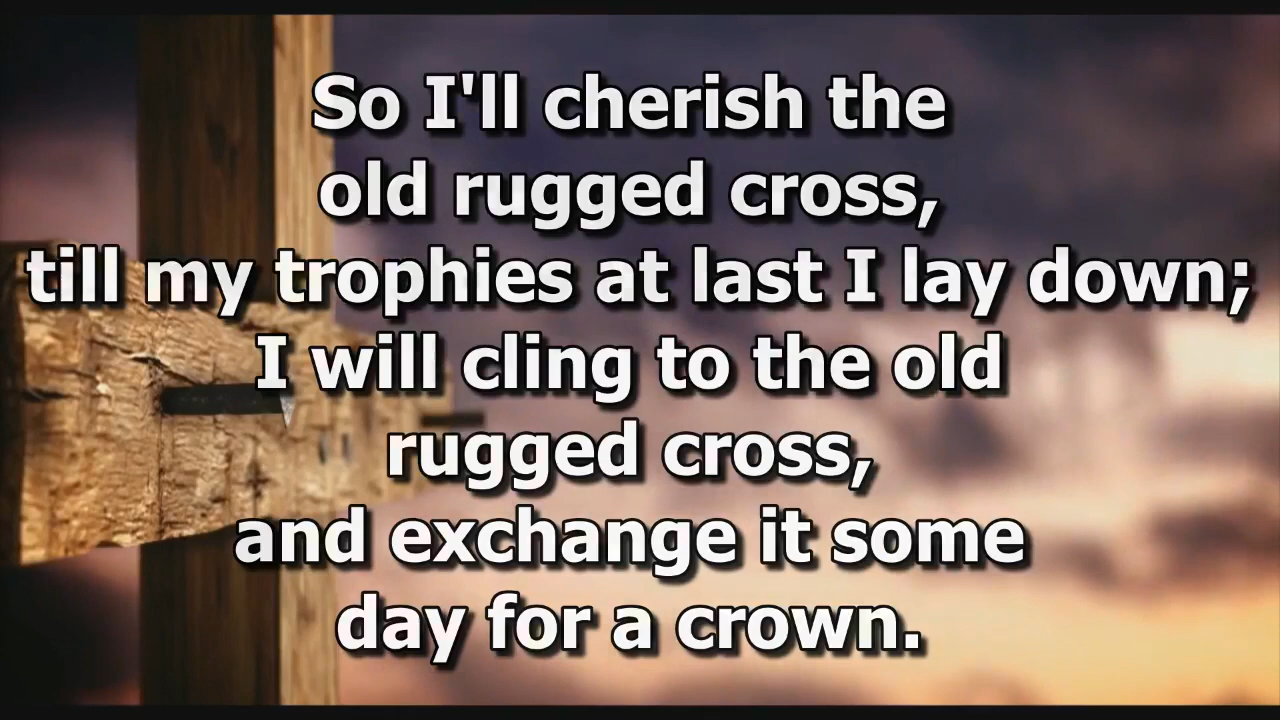 So I'll cherish the
old rugged cross,
till my trophies at last I lay down;
I will cling to the old
rugged cross,
and exchange it some
day for a crown.